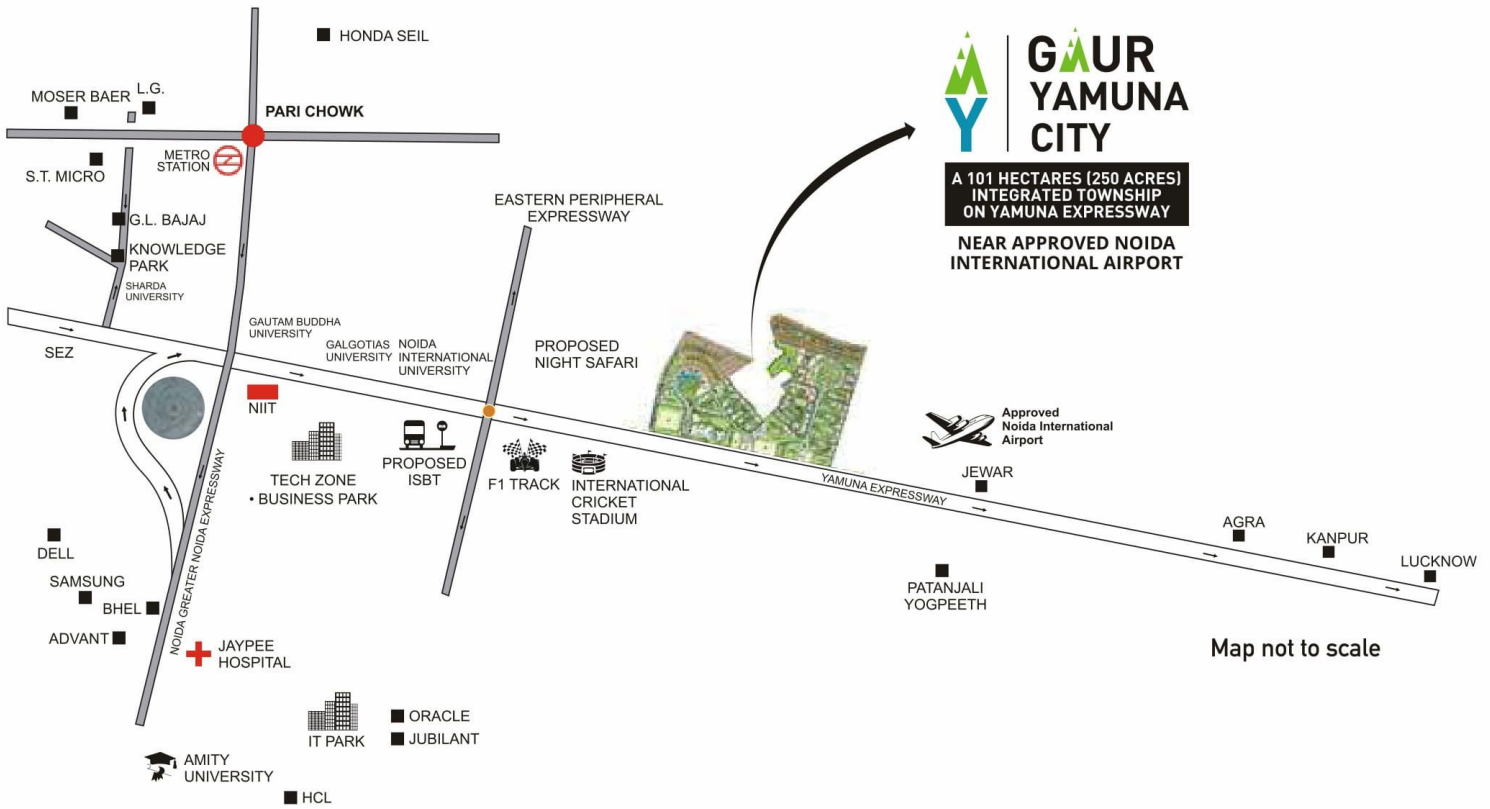 HONDA SEIL
MOSER BAER
L.G.
PARI CHOWK
METRO
STATION
S.T. MICRO
G.L. BAJAJ
KNOWLEDGE
PARK
SHARDA
UNIVERSITY
EASTERN PERIPHERAL
EXPRESSWAY
GAUR
YAMUNA
CITY
A 101 HECTARES (250 ACRES)
INTEGRATED TOWNSHIP
ON YAMUNA EXPRESSWAY
NEAR APPROVED NOIDA
INTERNATIONAL AIRPORT
SEZ
GAUTAM BUDDHA
UNIVERSITY
GALGOTIAS
UNIVERSITY
NOIDA
INTERNATIONAL
UNIVERSITY
PROPOSED
NIGHT SAFARI
NIIT
TECH ZONE
• BUSINESS PARK
PROPOSED
ISBT
F1 TRACK
INTERNATIONAL
CRICKET
STADIUM
YAMUNA EXPRESSWAY
Approved
Noida International
Airport
JEWAR
AGRA
KANPUR
LUCKNOW
PATANJALI
YOGPEETH
Map not to scale
NOIDA GREATER NOIDA EXPRESSWAY
DELL
SAMSUNG
BHEL
ADVANT
JAYPEE
HOSPITAL
IT PARK
ORACLE
JUBILANT
AMITY
UNIVERSITY
HCL